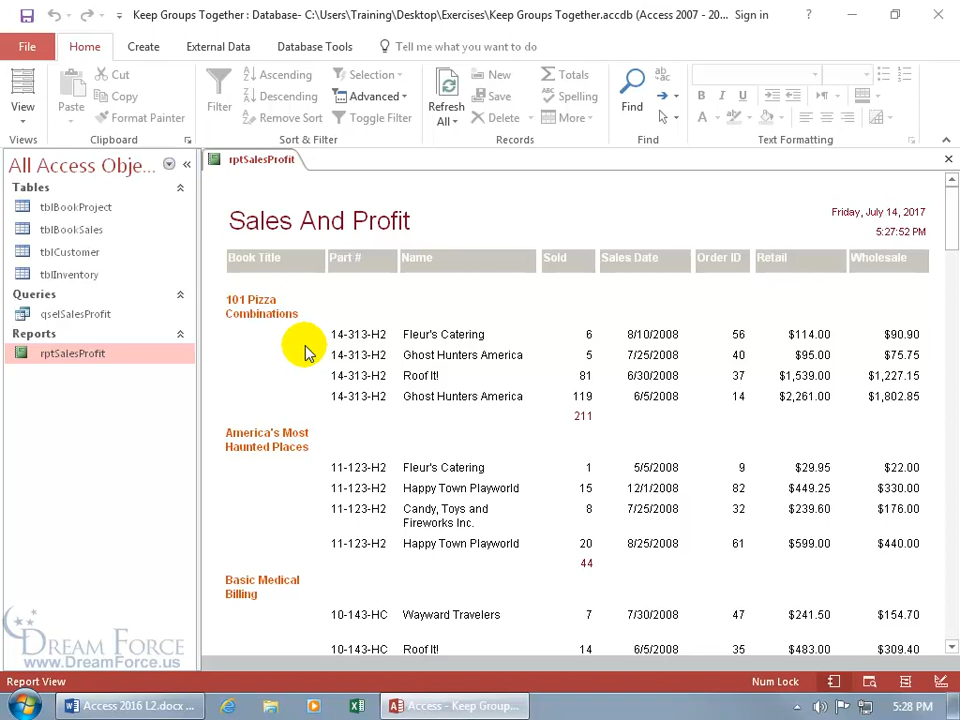 Keep Groups Together : Database- C:\Users\Training\Desktop\Exercises\Keep Groups Together.accdb (Access 2007 - 20... Sign in ?
File Home Create External Data Database Tools Tell me what you want to do
View
Views
Paste
Cut
Copy
Format Painter
Clipboard
Filter
Ascending
Descending
Remove Sort
Selection
Advanced
Toggle Filter
Sort & Filter
Refresh
All
New
Save
Delete
Totals
Spelling
More
Records
Find
Find
B I U
A
Text Formatting
All Access Obje...
Tables
tblBookProject
tblBookSales
tblCustomer
tblInventory
Queries
qselSalesProfit
Reports
rptSalesProfit
rptSalesProfit
Sales And Profit
Friday, July 14, 2017
5:27:52 PM
Book Title Part # Name Sold Sales Date Order ID Retail Wholesale
101 Pizza
Combinations
14-313-H2 Fleur's Catering 6 8/10/2008 56 $114.00 $90.90
14-313-H2 Ghost Hunters America 5 7/25/2008 40 $95.00 $75.75
14-313-H2 Roof It! 81 6/30/2008 37 $1,539.00 $1,227.15
14-313-H2 Ghost Hunters America 119 6/5/2008 14 $2,261.00 $1,802.85
211
America's Most
Haunted Places
11-123-H2 Fleur's Catering 1 5/5/2008 9 $29.95 $22.00
11-123-H2 Happy Town Playworld 15 12/1/2008 82 $449.25 $330.00
11-123-H2 Candy, Toys and 8 7/25/2008 32 $239.60 $176.00
Fireworks Inc.
11-123-H2 Happy Town Playworld 20 8/25/2008 61 $599.00 $440.00
44
Basic Medical
Billing
10-143-HC Wayward Travelers 7 7/30/2008 47 $241.50 $154.70
10-143-HC Roof It! 14 6/5/2008 35 $483.00 $309.40
DREAM FORCE
www.DreamForce.us
Report View
Num Lock
Access 2016 L2.docx ...
Access - Keep Group...
5:28 PM